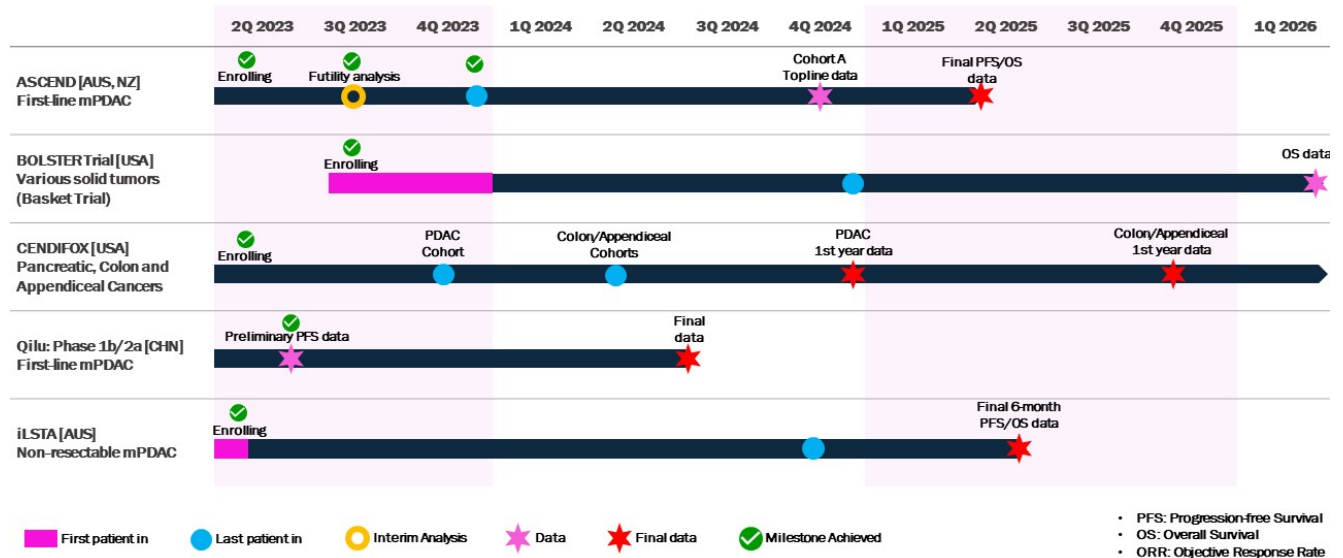 2Q 2023 3Q 2023 4Q 2023 1Q 2024 2Q 2024 3Q 2024 4Q 2024 1Q 2025 2Q 2025 3Q 2025 4Q 2025 1Q 2026
ASCEND [AUS, NZ]
First-line mPDAC
Enrolling
Futility analysis
Cohort A
Topline data
Final PFS/OS
data
BOLSTER Trial [USA]
Various solid tumors
(Basket Trial)
Enrolling
OS data
CENDIFOX [USA]
Pancreatic, Colon and
Appendiceal Cancers
Enrolling
PDAC
Cohort
Colon/Appendiceal
Cohorts
PDAC
1st year data
Colon/Appendiceal
1st year data
Qilu: Phase 1b/2a [CHN]
First-line mPDAC
Preliminary PFS data
Final
data
iLSTA [AUS]
Non-resectable mPDAC
Enrolling
Final 6-month
PFS/OS data
First patient in Last patient in Interim Analysis Data Final data Milestone Achieved
• PFS: Progression-free Survival
• OS: Overall Survival
• ORR: Objective Response Rate